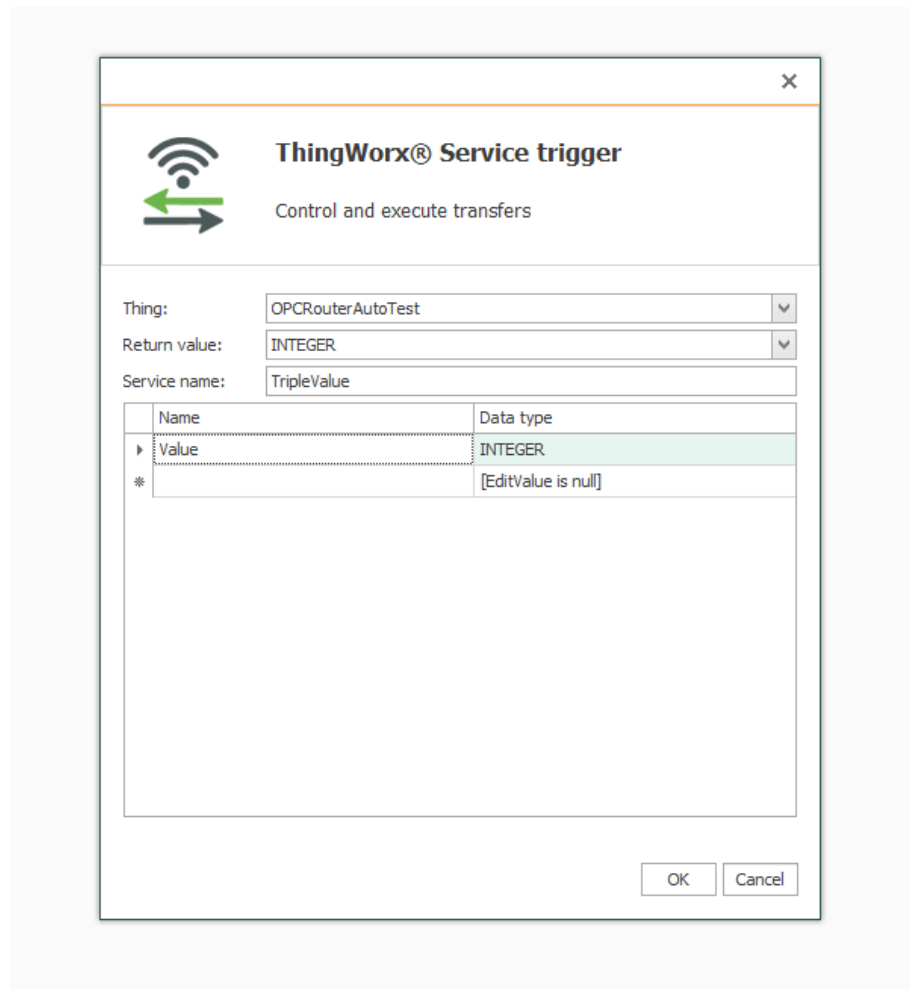 ThingWorx® Service trigger
Control and execute transfers
Thing: OPCRouterAutoTest
Return value: INTEGER
Service name: TripleValue
Name Data type
Value INTEGER
[EditValue is null]
OK Cancel